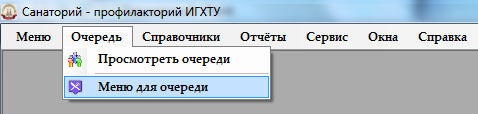 Санаторий - профилакторий ИГХТУ
Меню Очередь Справочники Отчёты Сервис Окна Справка
Просмотреть очереди
Меню для очереди